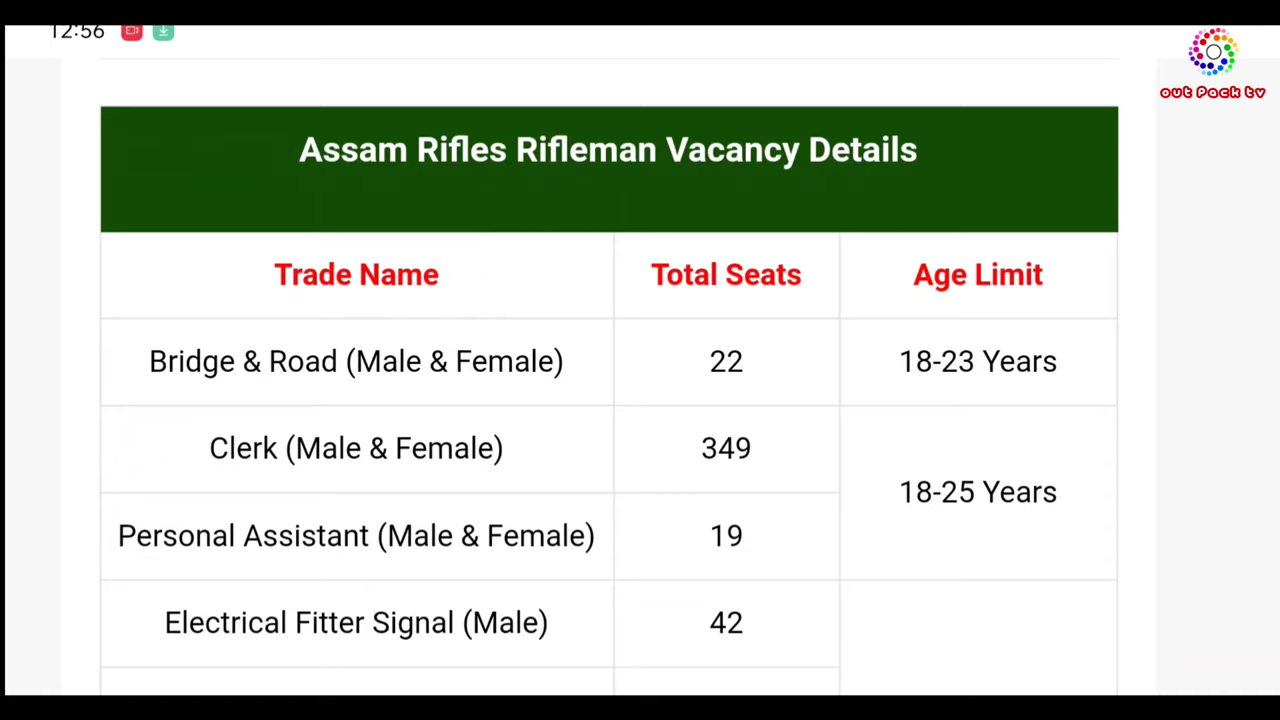 12:56
out Pack tv
Assam Rifles Rifleman Vacancy Details
Trade Name Total Seats Age Limit
Bridge & Road (Male & Female) 22 18-23 Years
Clerk (Male & Female) 349
18-25 Years
Personal Assistant (Male & Female) 19
Electrical Fitter Signal (Male) 42